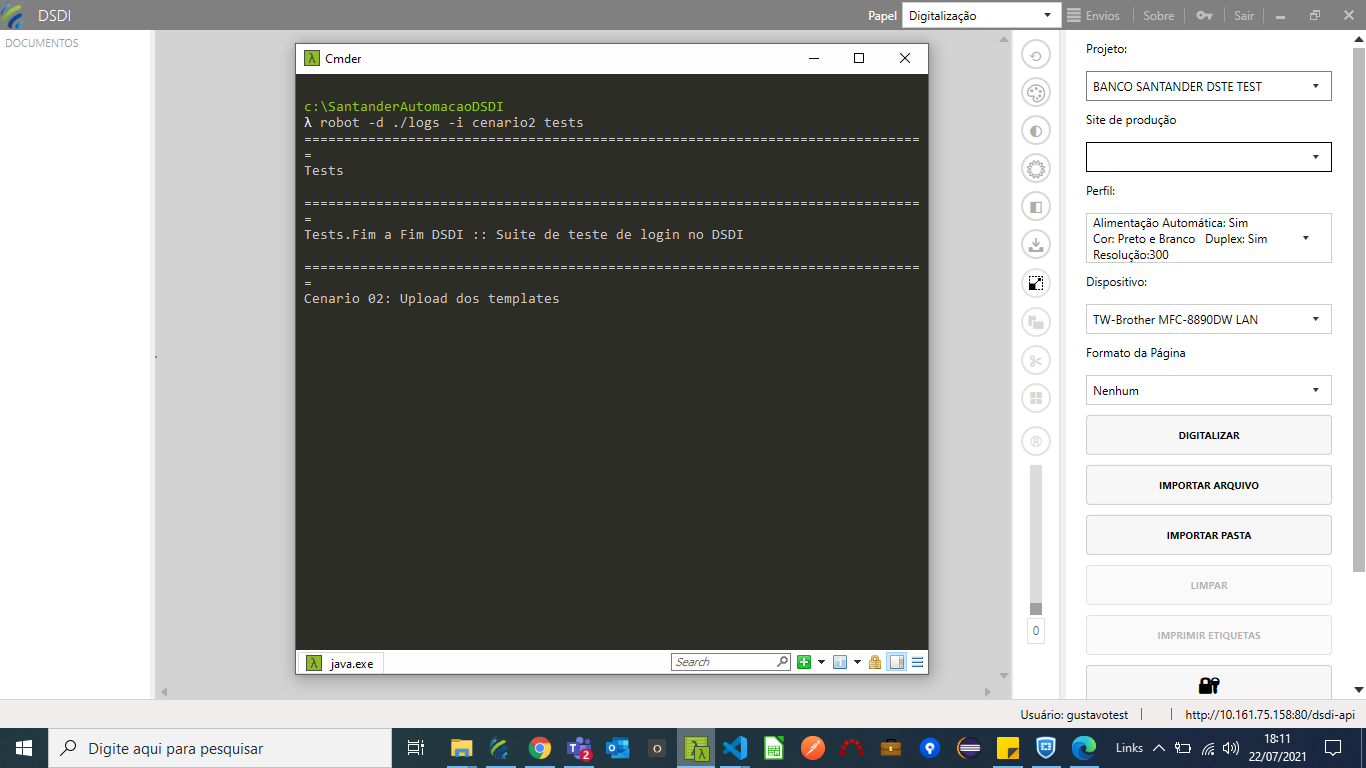 DSDI
Papel
Digitalização
Envios
Sobre
Sair
DOCUMENTOS
Cmder
c:\SantanderAutomacaoDSDI
λ robot -d ./logs -i cenario2 tests
=============================================================================
=
Tests
=============================================================================
=
Tests.Fim a Fim DSDI :: Suite de teste de login no DSDI
=============================================================================
=
Cenario 02: Upload dos templates
java.exe
Search
Projeto:
BANCO SANTANDER DSTE TEST
Site de produção
Perfil:
Alimentação Automática: Sim
Cor: Preto e Branco Duplex: Sim
Resolução:300
Dispositivo:
TW-Brother MFC-8890DW LAN
Formato da Página
Nenhum
DIGITALIZAR
IMPORTAR ARQUIVO
IMPORTAR PASTA
LIMPAR
IMPRIMIR ETIQUETAS
0
Usuário: gustavotest
http://10.161.75.158:80/dsdi-api
Digite aqui para pesquisar
2
Links
18:11
22/07/2021